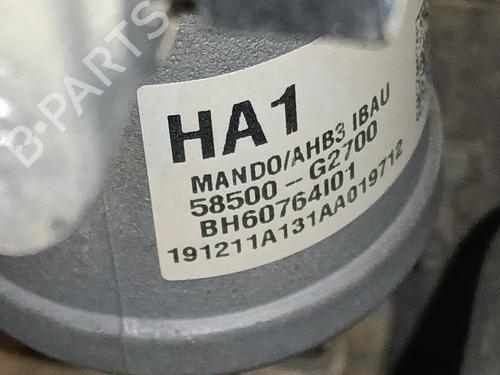 B-PARTS
HA1
MANDO/AHB3 IBAU
58500-G2700
BH60764I01
191211A131AA019712